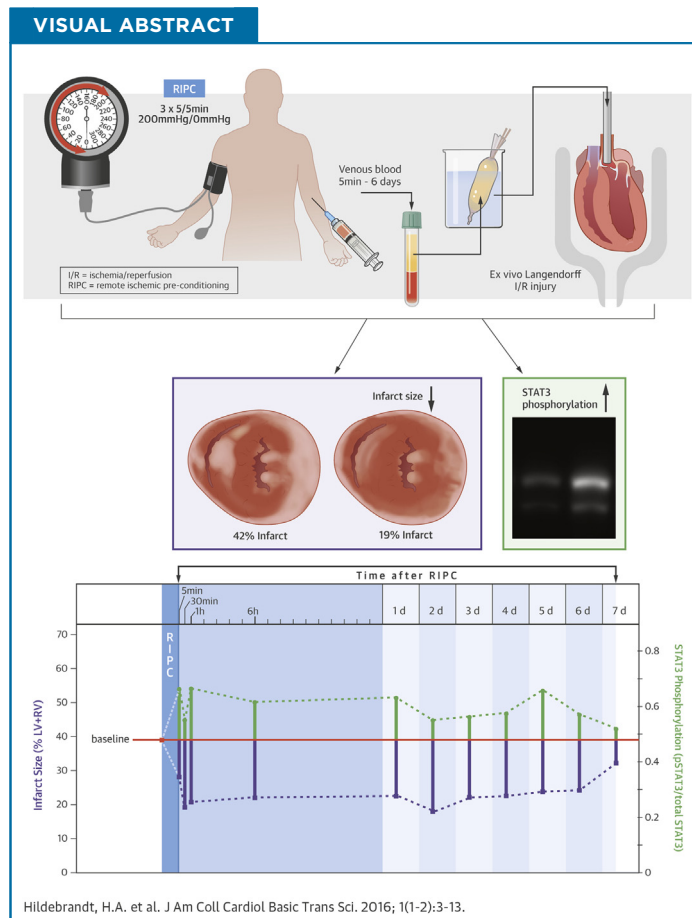 VISUAL ABSTRACT
RIPC
3 x 5/5min
200mmHg/0mmHg
Venous blood
5min - 6 days
I/R = ischemia/reperfusion
RIPC = remote ischemic pre-conditioning
Ex vivo Langendorff
I/R injury
Infarct size
42% Infarct
19% Infarct
STAT3
phosphorylation
Time after RIPC
5min
30min
1h
6h
1 d
2 d
3 d
4 d
5 d
6 d
7 d
RIPC
70
60
50
40
30
20
10
0
baseline
Infarct Size (% LV+RV)
0.8
0.6
0.4
0.2
0
STAT3 Phosphorylation
(pSTAT3/total STAT3)
Hildebrandt, H.A. et al. J Am Coll Cardiol Basic Trans Sci. 2016; 1(1-2):3-13.